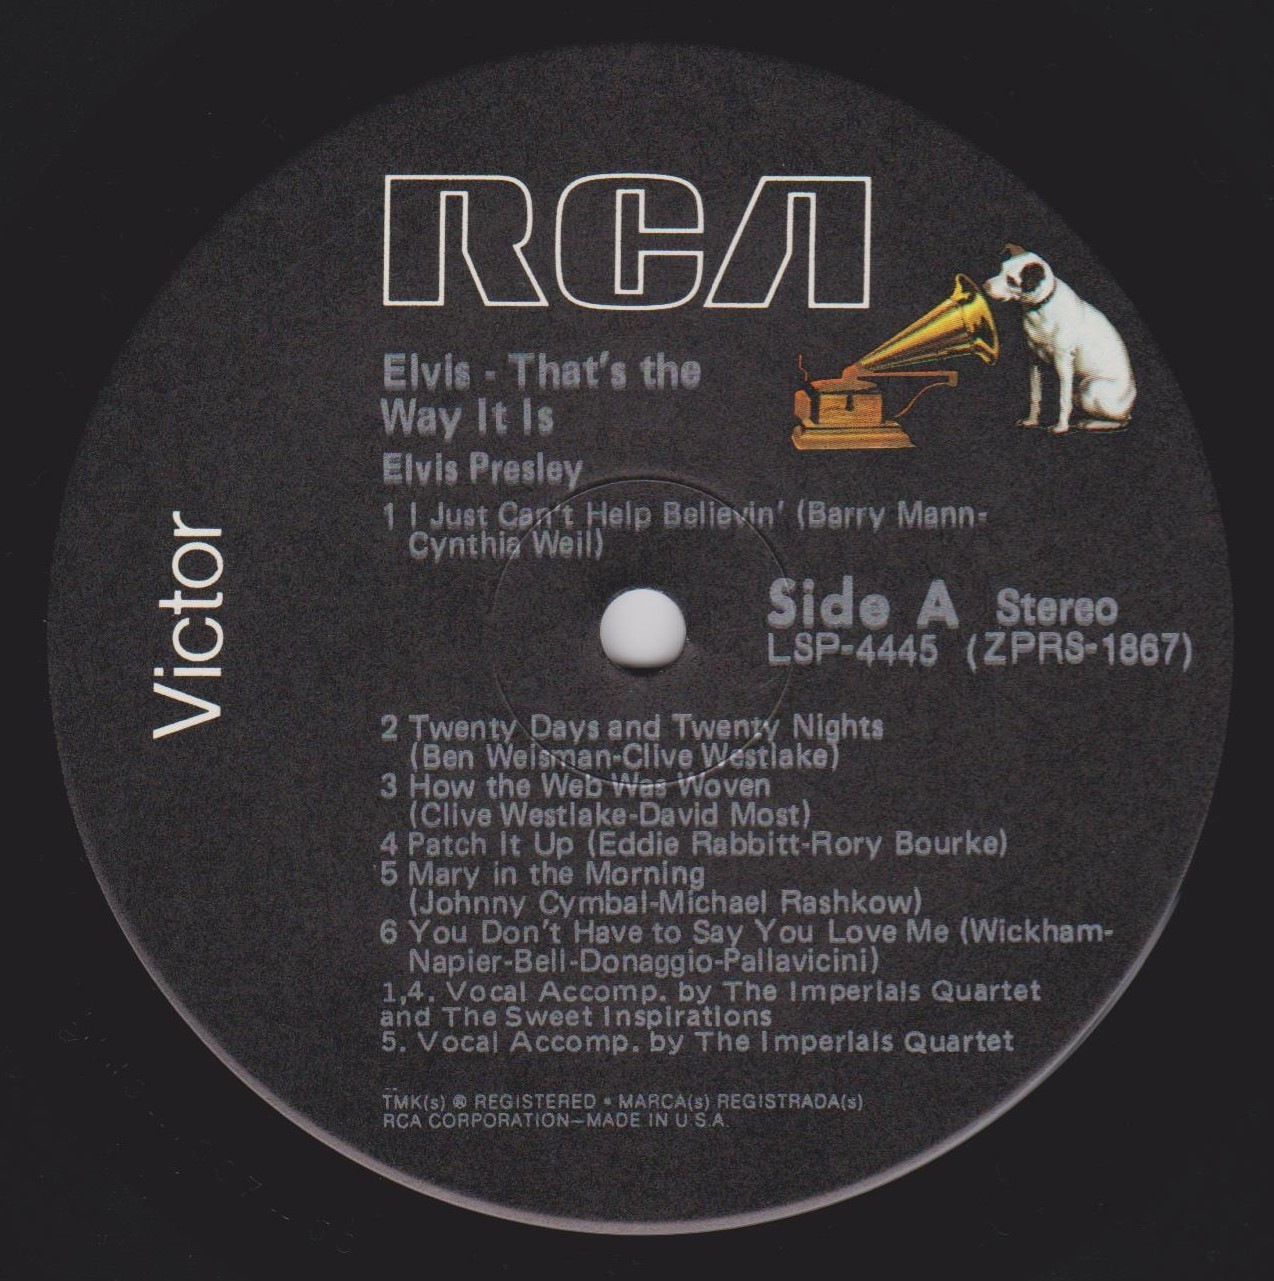 RCA
Elvis - That's the
Way It Is
Elvis Presley
1 I Just Can't Help Believin' (Barry Mann-
Cynthia Weil)
Side A Stereo
LSP-4445 (ZPRS-1867)
Victor
2 Twenty Days and Twenty Nights
(Ben Weisman-Clive Westlake)
3 How the Web Was Woven
(Clive Westlake-David Most)
4 Patch It Up (Eddie Rabbitt-Rory Bourke)
5 Mary in the Morning
(Johnny Cymbal-Michael Rashkow)
6 You Don't Have to Say You Love Me (Wickham-
Napier-Bell-Donaggio-Pallavicini)
1,4. Vocal Accomp. by The Imperials Quartet
and The Sweet Inspirations
5. Vocal Accomp. by The Imperials Quartet
TMK(s) ® REGISTERED • MARCA(s) REGISTRADA(s)
RCA CORPORATION—MADE IN U.S.A.